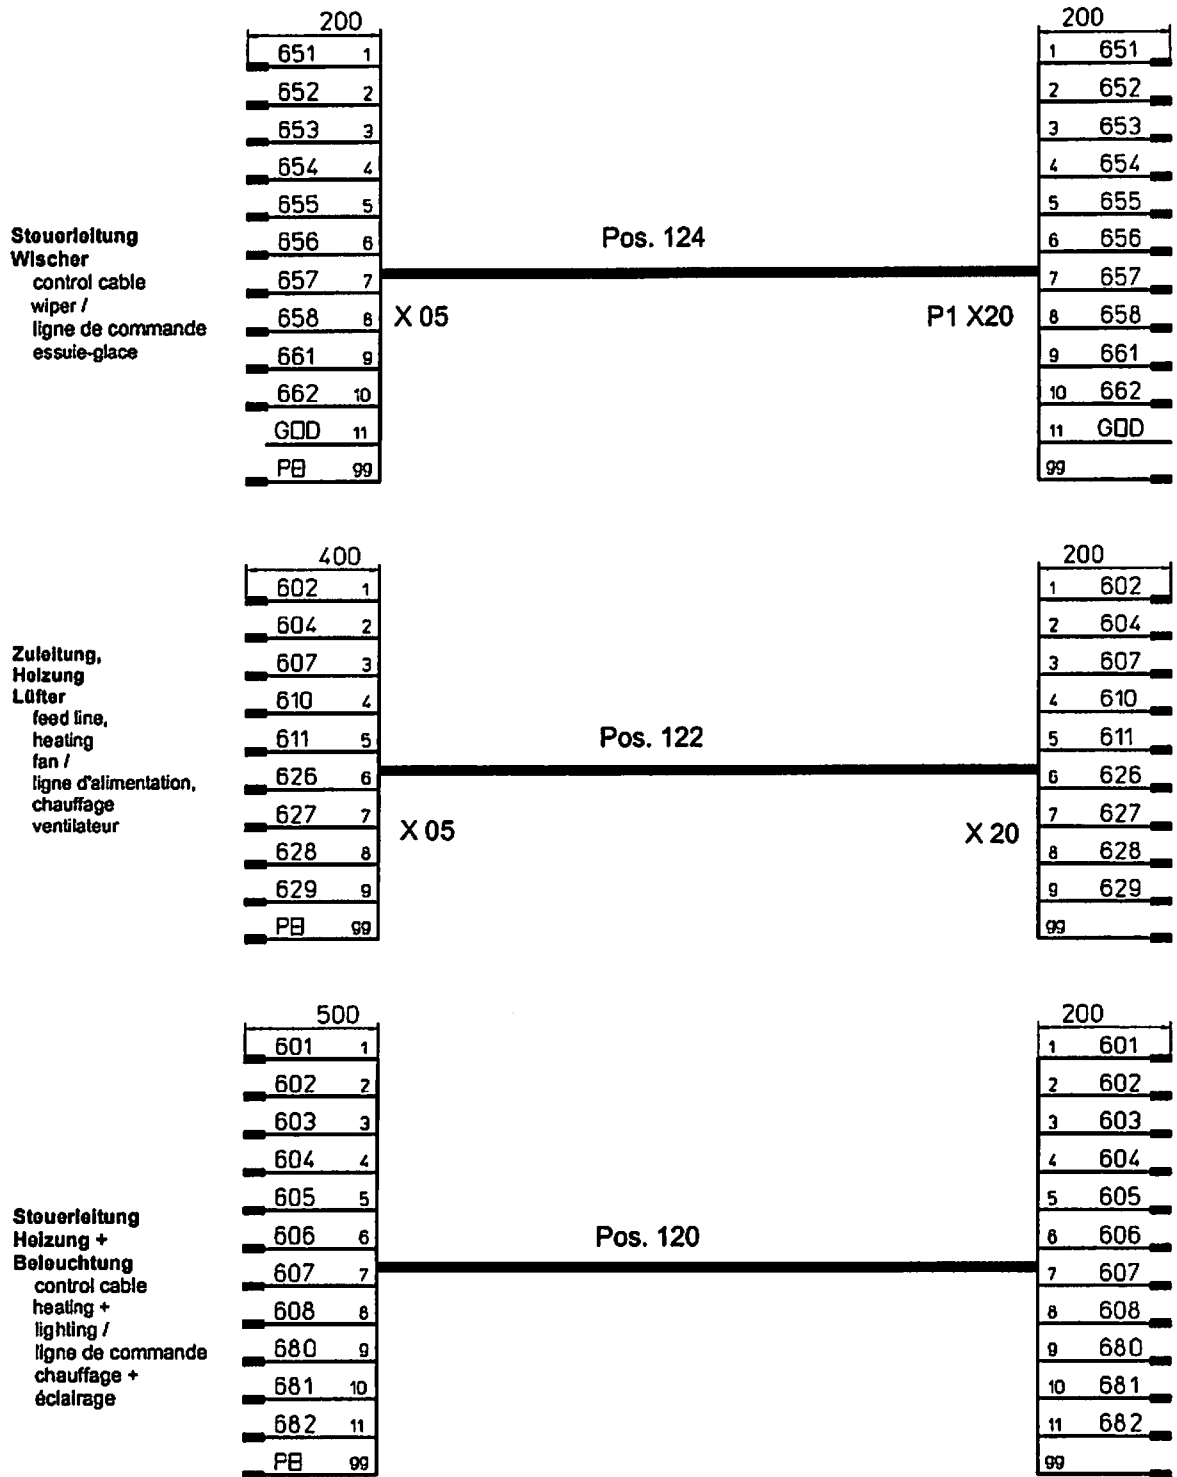 200 200
651 1 1 651
652 2 2 652
653 3 3 653
654 4 4 654
655 5 5 655
656 6 6 656
657 7 7 657
658 8 8 658
661 9 9 661
662 10 10 662
11 11
99 99
Steuerleitung
Wischer
control cable
wiper /
ligne de commande
essuie-glace
Pos. 124
X 05 P1 X20
400 200
602 1 1 602
604 2 2 604
607 3 3 607
610 4 4 610
611 5 5 611
626 6 6 626
627 7 7 627
628 8 8 628
629 9 9 629
99 99
Zuleitung,
Heizung
Lüfter
feed line,
heating
fan /
ligne d'alimentation,
chauffage
ventilateur
Pos. 122
X 05 X 20
500 200
601 1 1 601
602 2 2 602
603 3 3 603
604 4 4 604
605 5 5 605
606 6 6 606
607 7 7 607
608 8 8 608
680 9 9 680
681 10 10 681
682 11 11 682
99 99
Steuerleitung
Heizung +
Beleuchtung
control cable
heating +
lighting /
ligne de commande
chauffage +
éclairage
Pos. 120